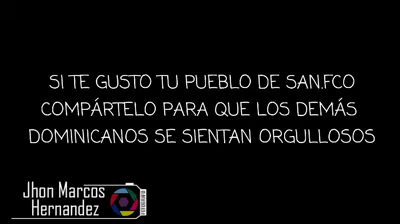 SI TE GUSTO TU PUEBLO DE SAN.FCO
COMPÁRTELO PARA QUE LOS DEMÁS
DOMINICANOS SE SIENTAN ORGULLOSOS
Jhon Marcos
Hernandez